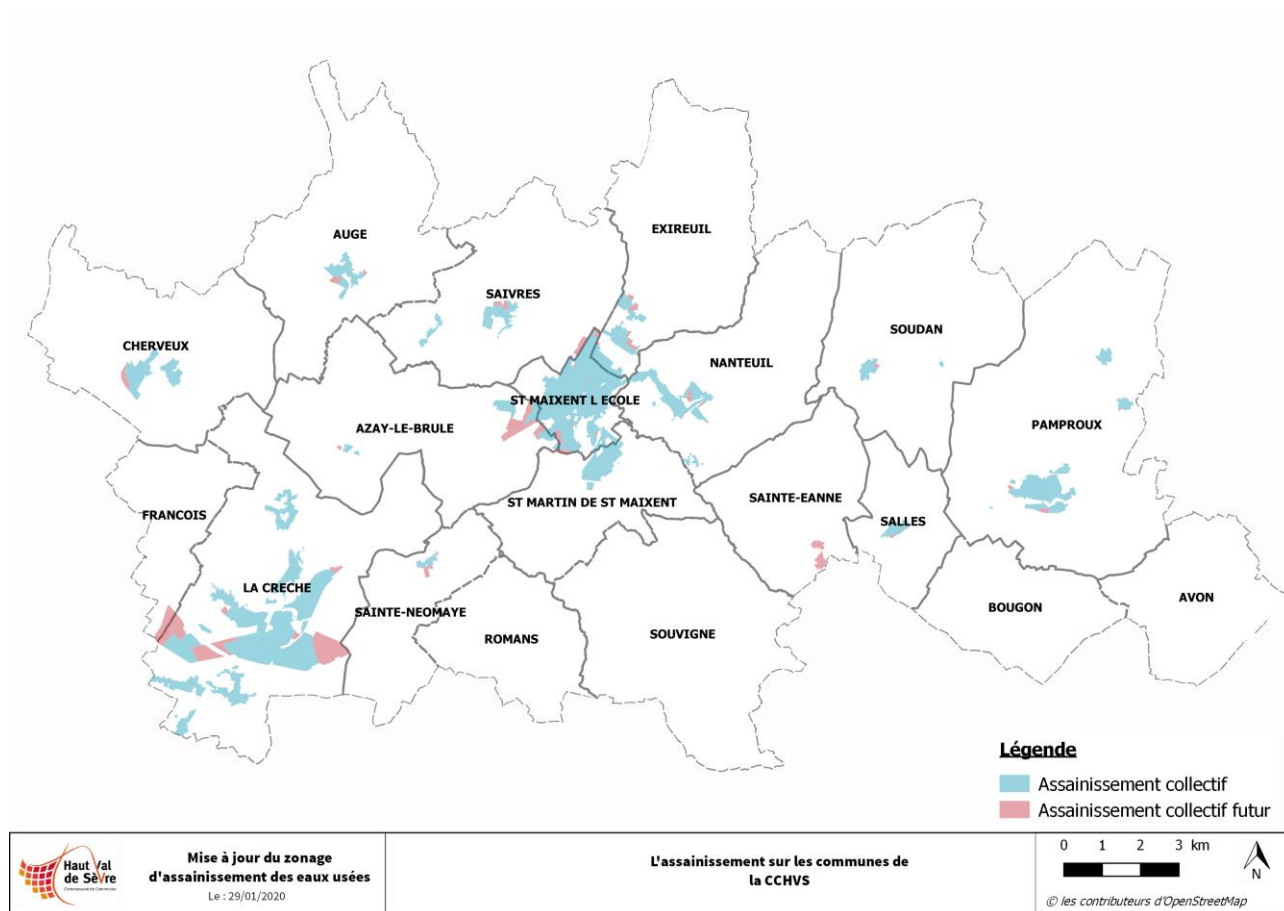 EXIREUIL
AUGE
SAIVRES
SOUDAN
CHERVEUX
NANTEUIL
ST MAIXENT L ECOLE
AZAY-LE-BRULE
PAMPROUX
ST MARTIN DE ST MAIXENT
SAINTE-EANNE
FRANCOIS
SALLES
LA CRECHE
SAINTE-NEOMAYE
ROMANS
SOUVIGNE
BOUGON
AVON
Légende
Assainissement collectif
Assainissement collectif futur
Haut Val
de Sèvre
Communauté de Communes
Mise à jour du zonage
d'assainissement des eaux usées
Le : 29/01/2020
L'assainissement sur les communes de
la CCHVS
0 1 2 3 km
N
© les contributeurs d'OpenStreetMap